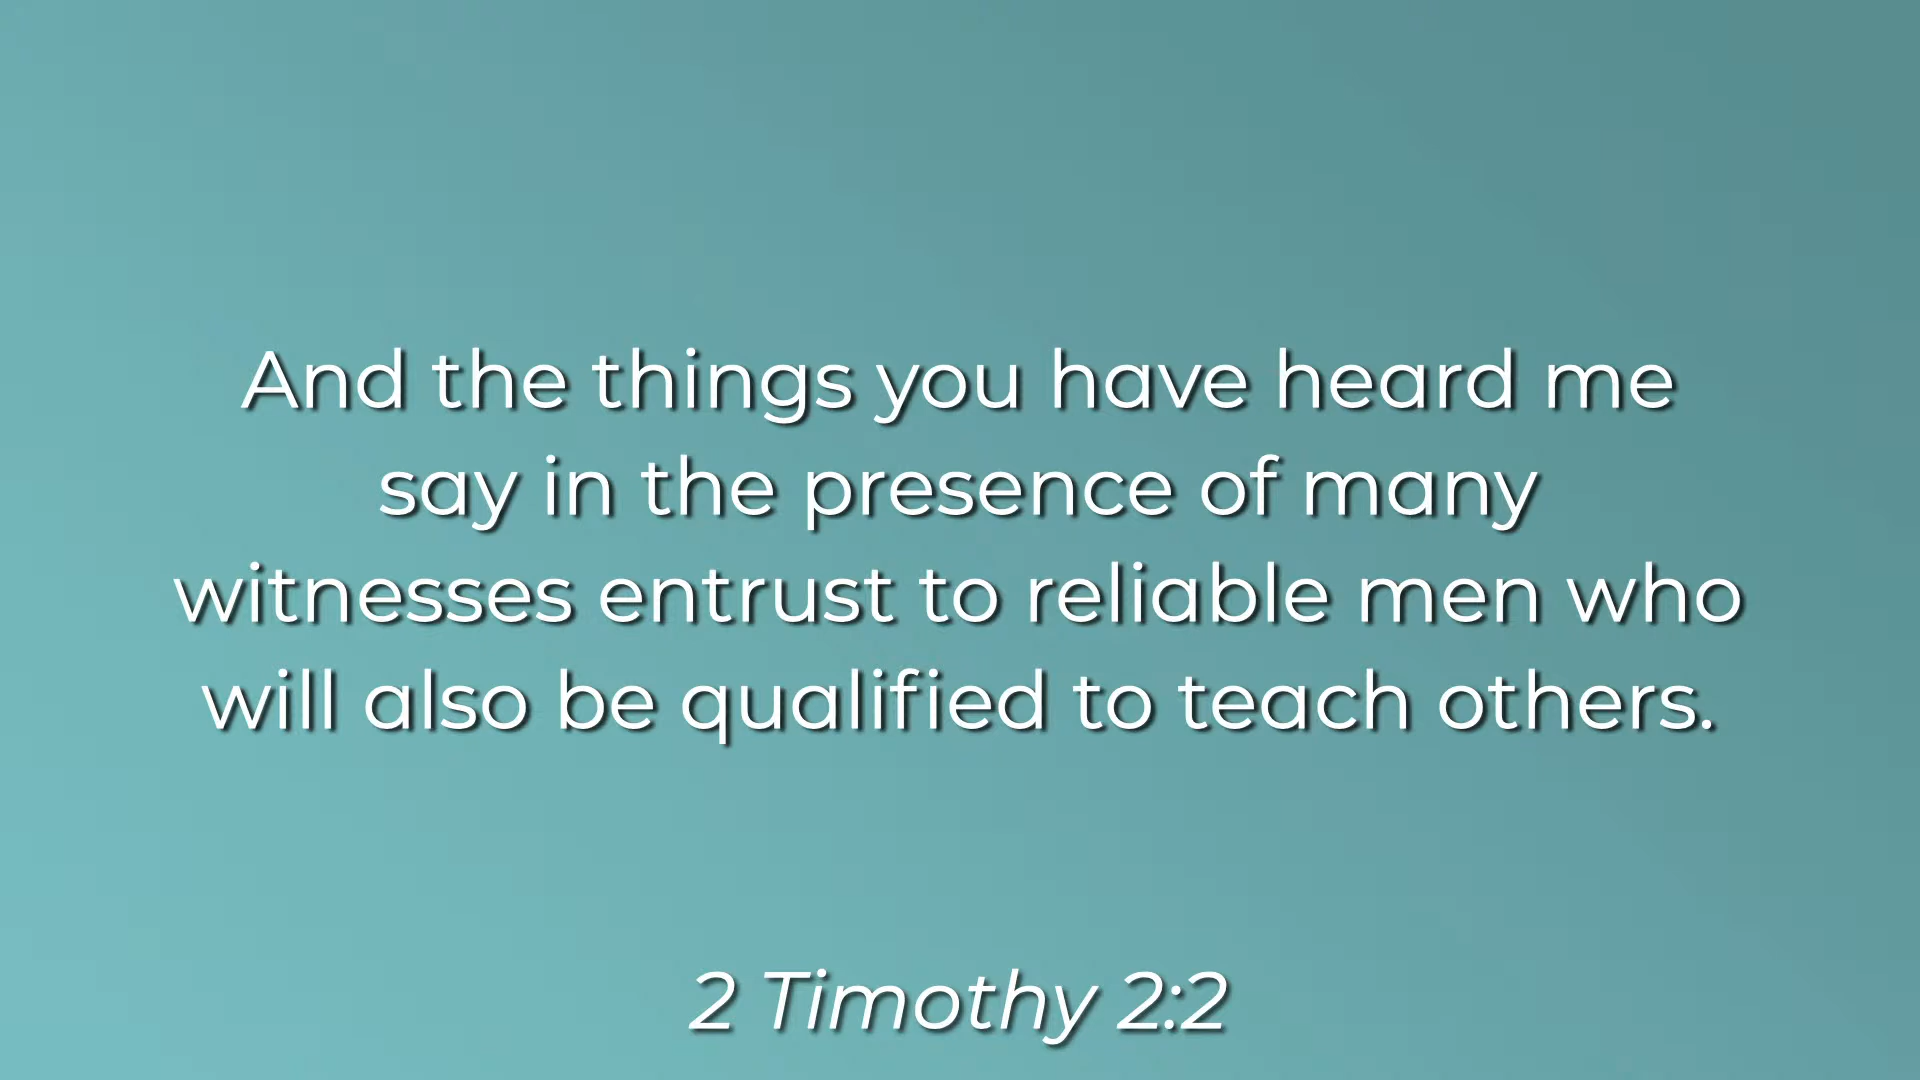 And the things you have heard me
say in the presence of many
witnesses entrust to reliable men who
will also be qualified to teach others.
2 Timothy 2:2